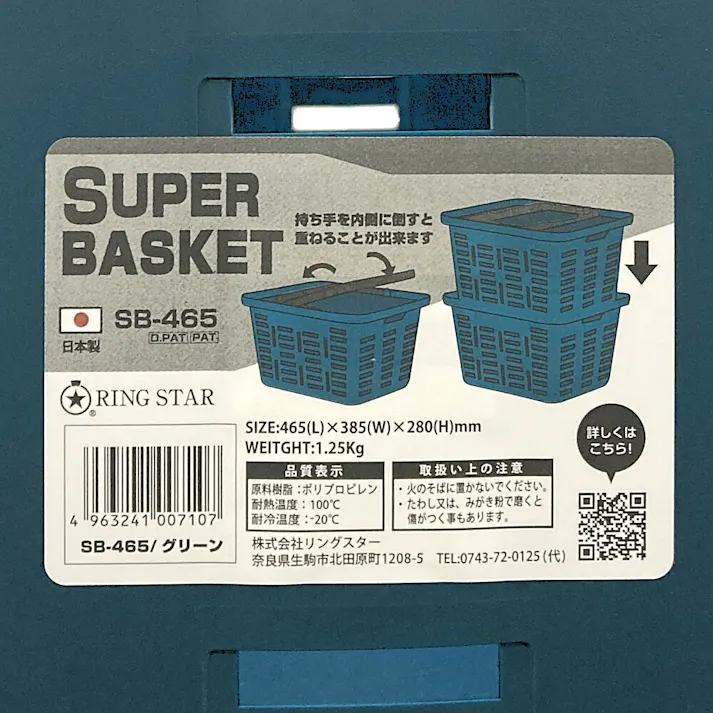 SUPER
BASKET
持ち手を内側に倒すと
重ねることが出来ます
日本製
SB-465
D.PAT PAT.
RING STAR
®
SIZE:465(L)×385(W)×280(H)mm
WEITGHT:1.25Kg
品質表示
原料樹脂:ポリプロピレン
耐熱温度:100℃
耐冷温度:-20℃
取扱い上の注意
・火のそばに置かないでください。
・たわし又は、みがき粉で磨くと
傷がつく事もあります。
詳しくは
こちら!
4 963241 007107
SB-465/グリーン
株式会社リングスター
奈良県生駒市北田原町1208-5 TEL:0743-72-0125(代)